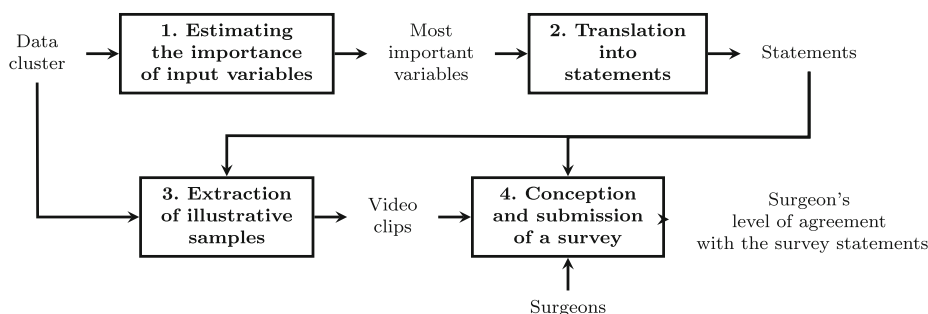 Data
cluster
1. Estimating
the importance
of input variables
Most
important
variables
2. Translation
into
statements
Statements
3. Extraction
of illustrative
samples
Video
clips
4. Conception
and submission
of a survey
Surgeon's
level of agreement
with the survey statements
Surgeons